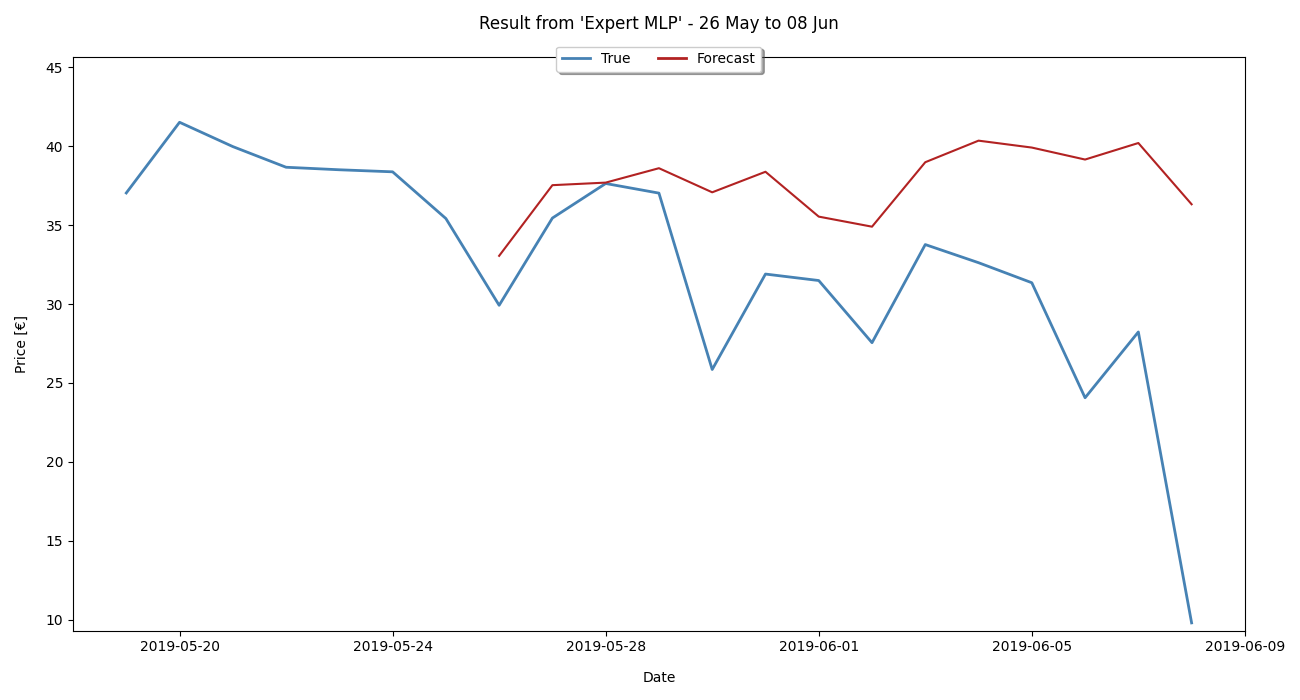 Result from 'Expert MLP' - 26 May to 08 Jun
True Forecast
45
40
35
30
25
20
15
10
Price [€]
2019-05-20 2019-05-24 2019-05-28 2019-06-01 2019-06-05 2019-06-09
Date